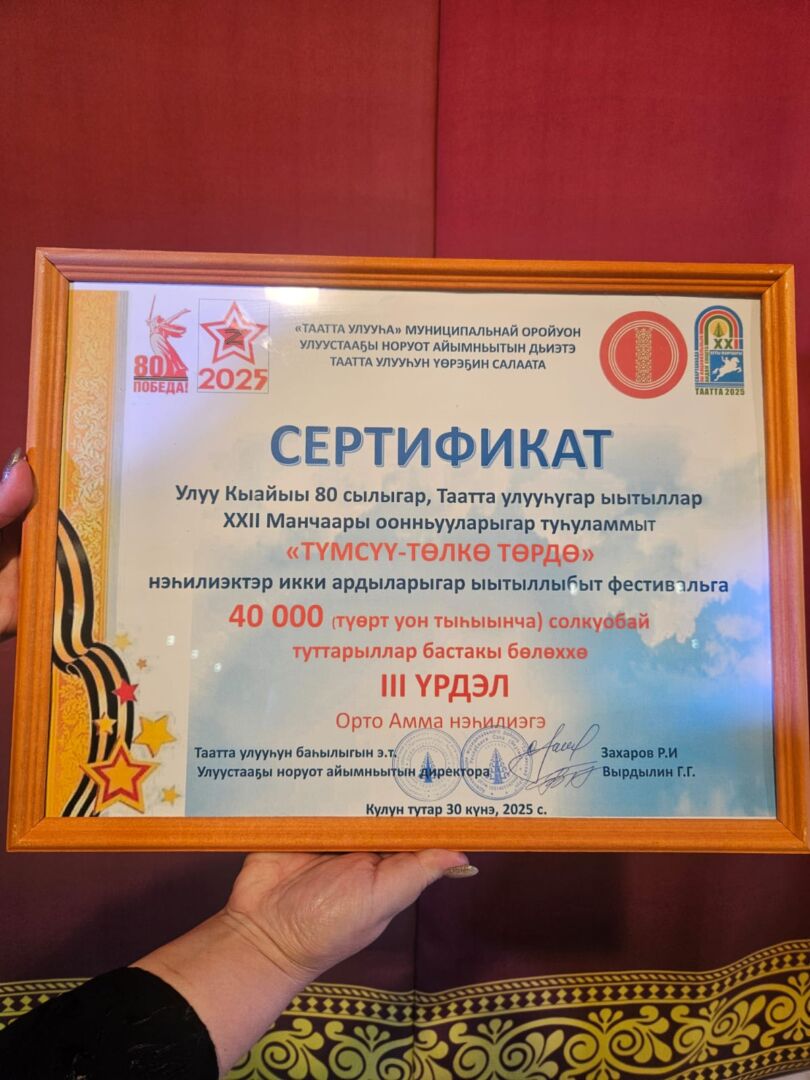 «ТААТТА УЛУУҺА» МУНИЦИПАЛЬНАЙ ОРОЙУОН
УЛУУСТААҔЫ НОРУОТ АЙЫМНЬЫТЫН ДЬИЭТЭ
ТААТТА УЛУУҺУН ҮӨРЭҔИН САЛААТА
80
ПОБЕДА!
Z
2025
XXII
ТААТТА 2025
СЕРТИФИКАТ
Улуу Кыайыы 80 сылыгар, Таатта улууһугар ыытыллар
XXII Манчаары оонньууларыгар туһуламмыт
«ТҮМСҮҮ-ТӨЛКӨ ТӨРДӨ»
нэһилиэктэр икки ардыларыгар ыытыллыбыт фестивальга
40 000 (түөрт уон тыһыынча) солкуобай
туттарыллар бастакы бөлөххө
III ҮРДЭЛ
Орто Амма нэһилиэгэ
Таатта улууһун баһылыгын э.т. Захаров Р.И
Улуустааҕы норуот айымньытын директора Вырдылин Г.Г.
Кулун тутар 30 күнэ, 2025 с.